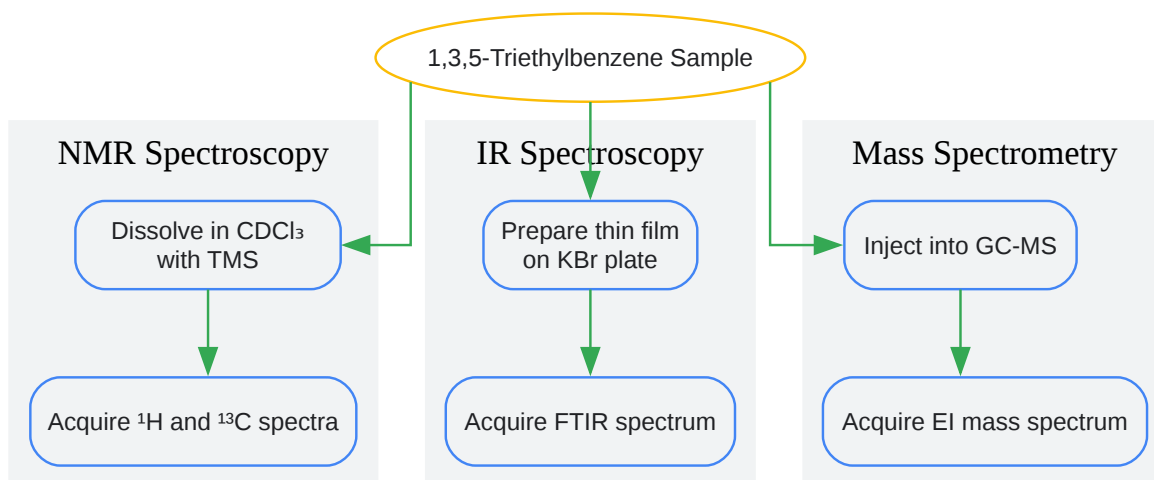 1,3,5-Triethylbenzene Sample
NMR Spectroscopy
Dissolve in CDCl₃
with TMS
Acquire ¹H and ¹³C spectra
IR Spectroscopy
Prepare thin film
on KBr plate
Acquire FTIR spectrum
Mass Spectrometry
Inject into GC-MS
Acquire EI mass spectrum